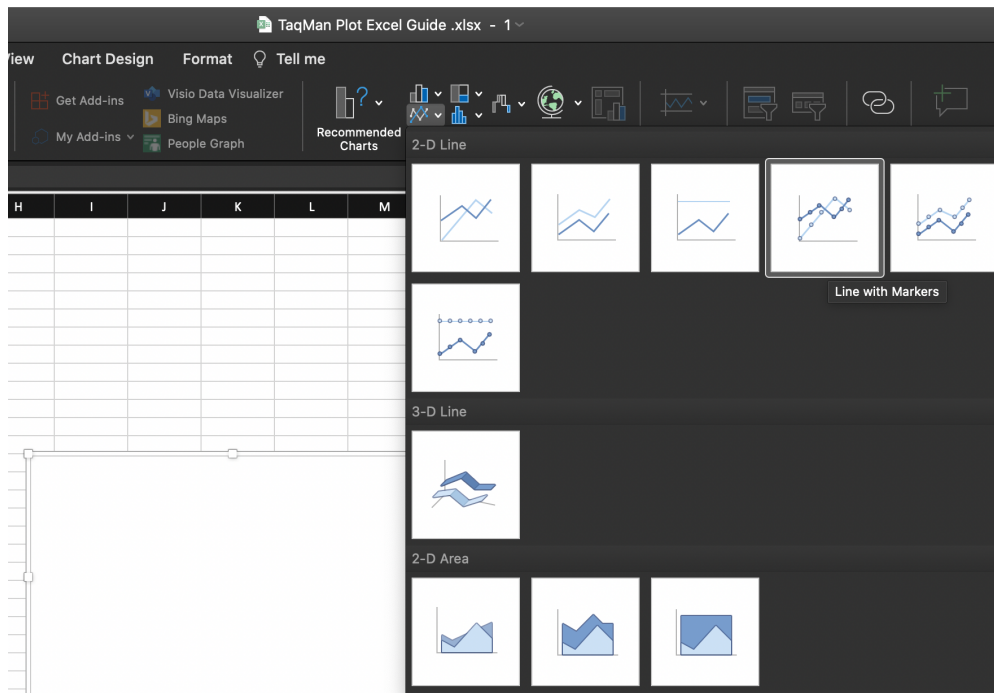 TaqMan Plot Excel Guide .xlsx - 1
View Chart Design Format Tell me
Get Add-ins
My Add-ins
Visio Data Visualizer
Bing Maps
People Graph
Recommended
Charts
2-D Line
H I J K L M
Line with Markers
3-D Line
2-D Area